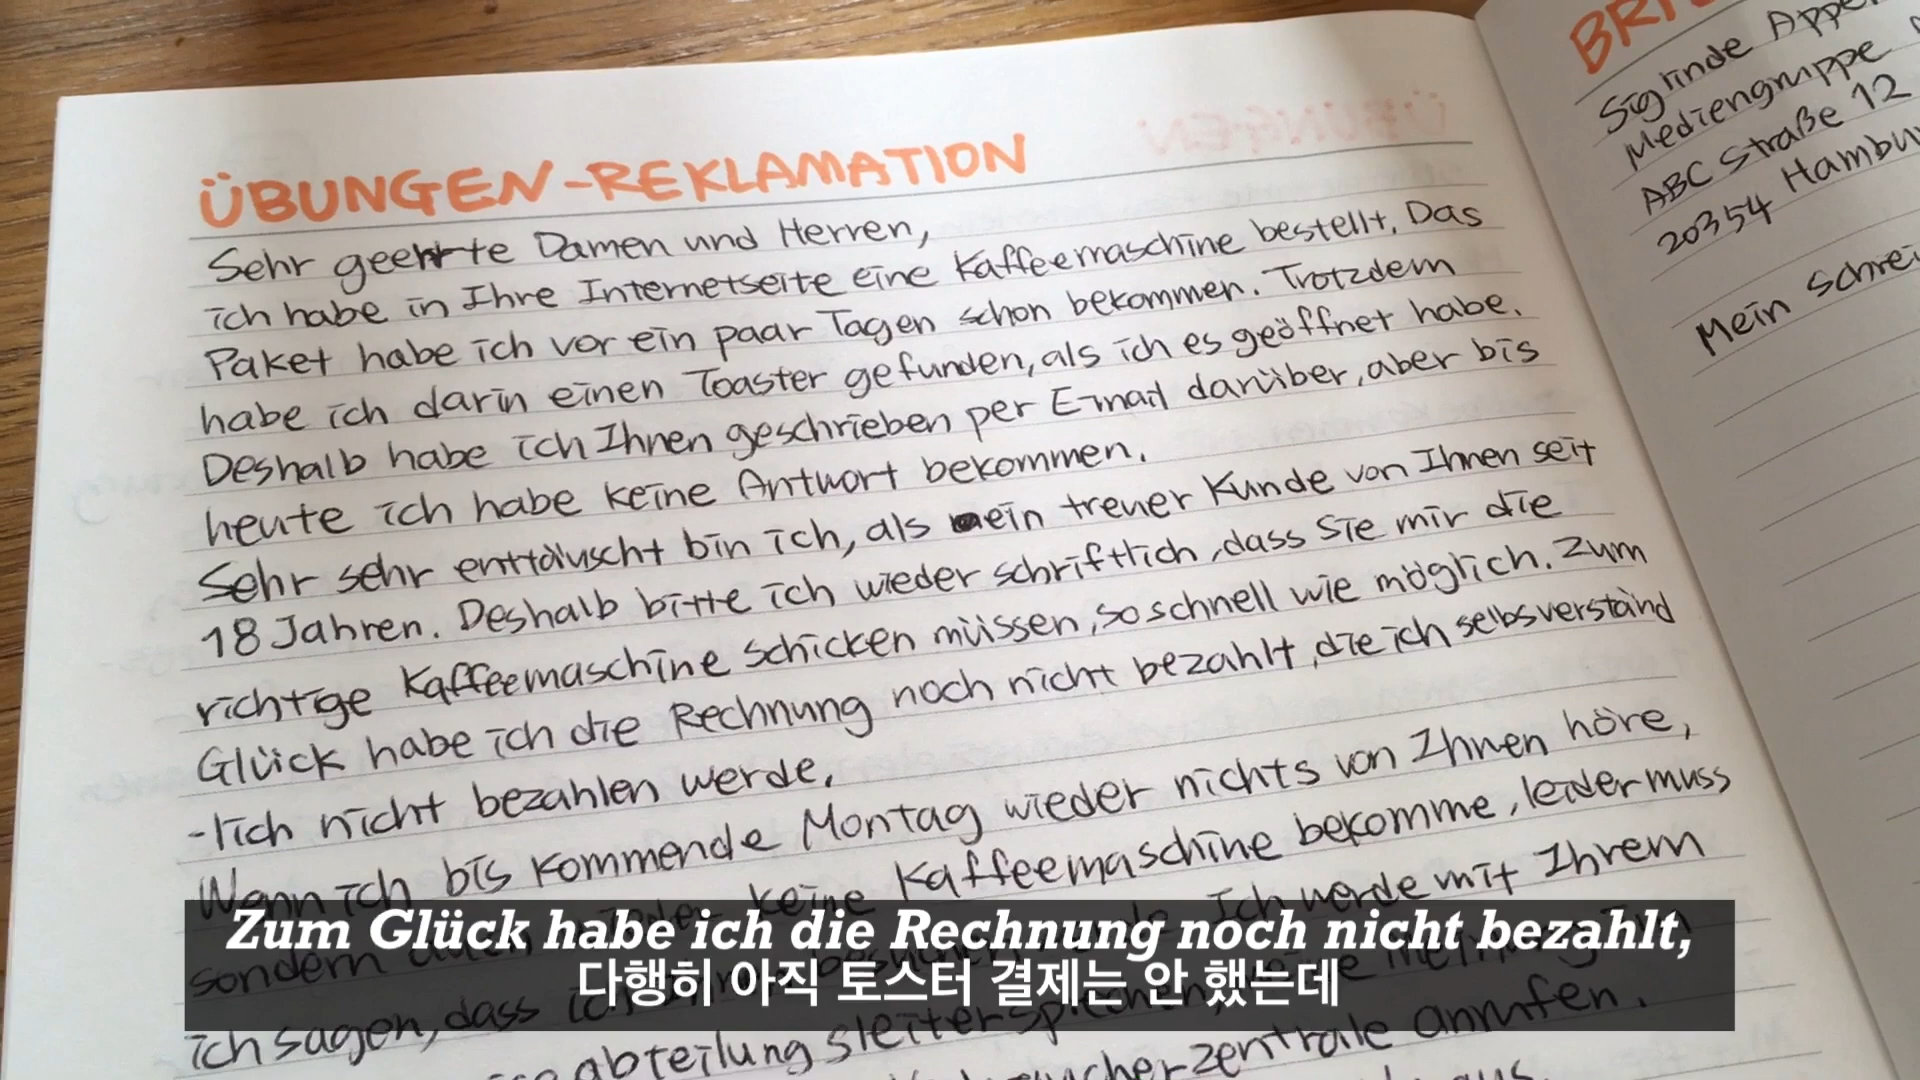 ÜBUNGEN-REKLAMATION
Sehr geehrte Damen und Herren,
ich habe in Ihre Internetseite eine Kaffeemaschine bestellt. Das
Paket habe ich vor ein paar Tagen schon bekommen. Trotzdem
habe ich darin einen Toaster gefunden, als ich es geöffnet habe.
Deshalb habe ich Ihnen geschrieben per E-mail darüber, aber bis
heute ich habe keine Antwort bekommen.
Sehr sehr enttäuscht bin ich, als ein treuer Kunde von Ihnen seit
18 Jahren. Deshalb bitte ich wieder schriftlich, dass Sie mir die
richtige Kaffeemaschine schicken müssen, so schnell wie möglich. Zum
Glück habe ich die Rechnung noch nicht bezahlt, die ich selbsverständ
-lich nicht bezahlen werde.
Wenn ich bis kommende Montag wieder nichts von Ihnen höre,
sondern keine Kaffeemaschine bekomme, leider muss
ich sagen, dass ich Ich werde mit Ihrem
abteilungsleiter sprechen,
zentrale anrufen.
aus.
ÜBUNGEN
Siglinde
Mediengruppe
ABC Straße 12
20354
Mein
Zum Glück habe ich die Rechnung noch nicht bezahlt,
다행히 아직 토스터 결제는 안 했는데